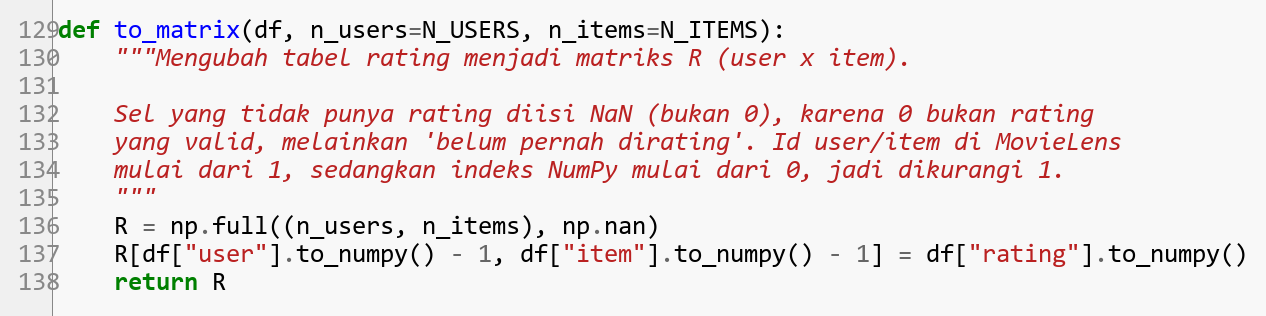 129def to_matrix(df, n_users=N_USERS, n_items=N_ITEMS):
130    """Mengubah tabel rating menjadi matriks R (user x item).
131
132    Sel yang tidak punya rating diisi NaN (bukan 0), karena 0 bukan rating
133    yang valid, melainkan 'belum pernah dirating'. Id user/item di MovieLens
134    mulai dari 1, sedangkan indeks NumPy mulai dari 0, jadi dikurangi 1.
135    """
136    R = np.full((n_users, n_items), np.nan)
137    R[df["user"].to_numpy() - 1, df["item"].to_numpy() - 1] = df["rating"].to_numpy()
138    return R